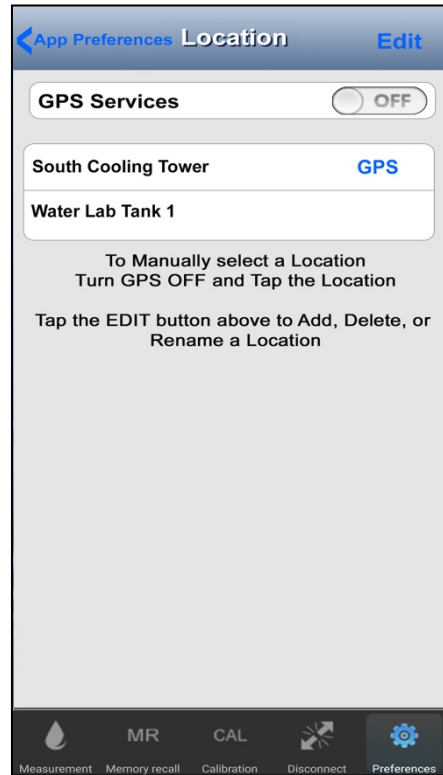 App Preferences Location Edit
GPS Services OFF
South Cooling Tower GPS
Water Lab Tank 1
To Manually select a Location
Turn GPS OFF and Tap the Location
Tap the EDIT button above to Add, Delete, or
Rename a Location
MR CAL
Measurement Memory recall Calibration Disconnect Preferences